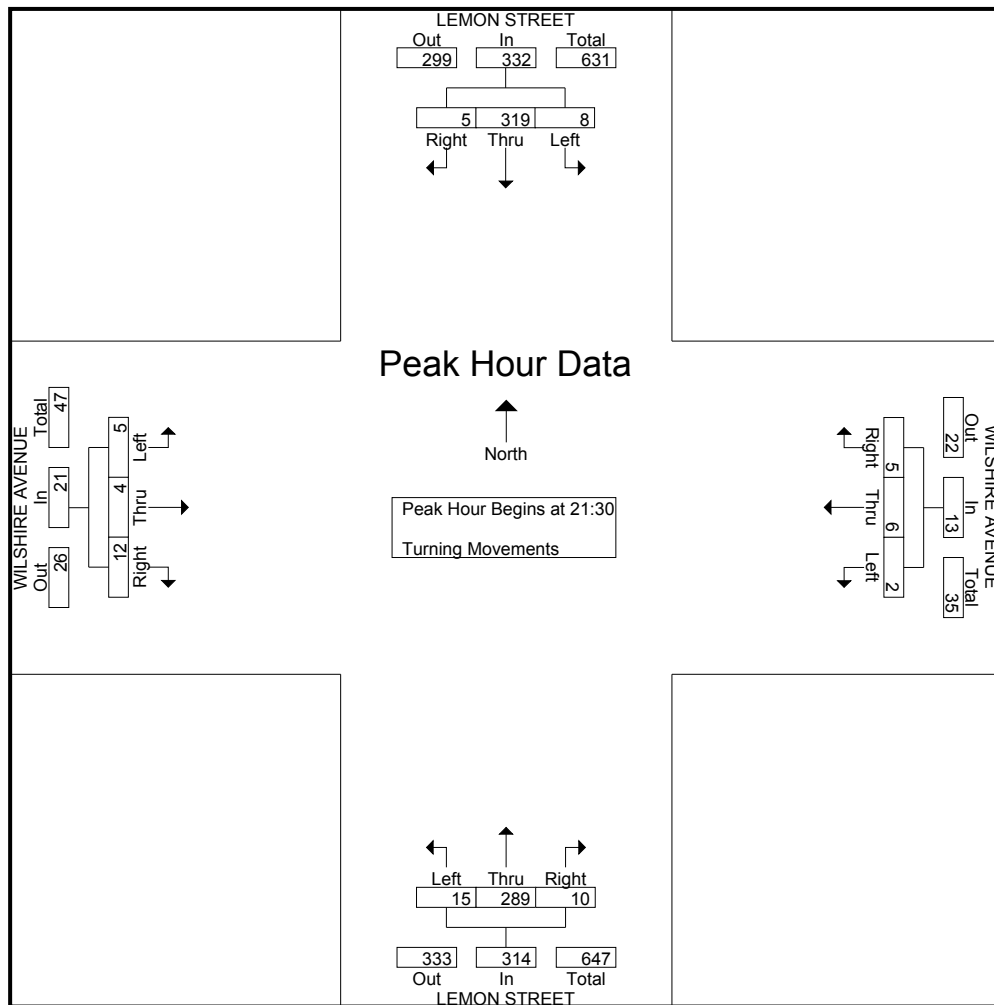 LEMON STREET
Out In Total
299 332 631
5 319 8
Right Thru Left
Peak Hour Data
North
Peak Hour Begins at 21:30
Turning Movements
WILSHIRE AVENUE
Total In Out
47 21 26
5 4 12
Left Thru Right
WILSHIRE AVENUE
Out In Total
22 13 35
5 6 2
Right Thru Left
Left Thru Right
15 289 10
333 314 647
Out In Total
LEMON STREET